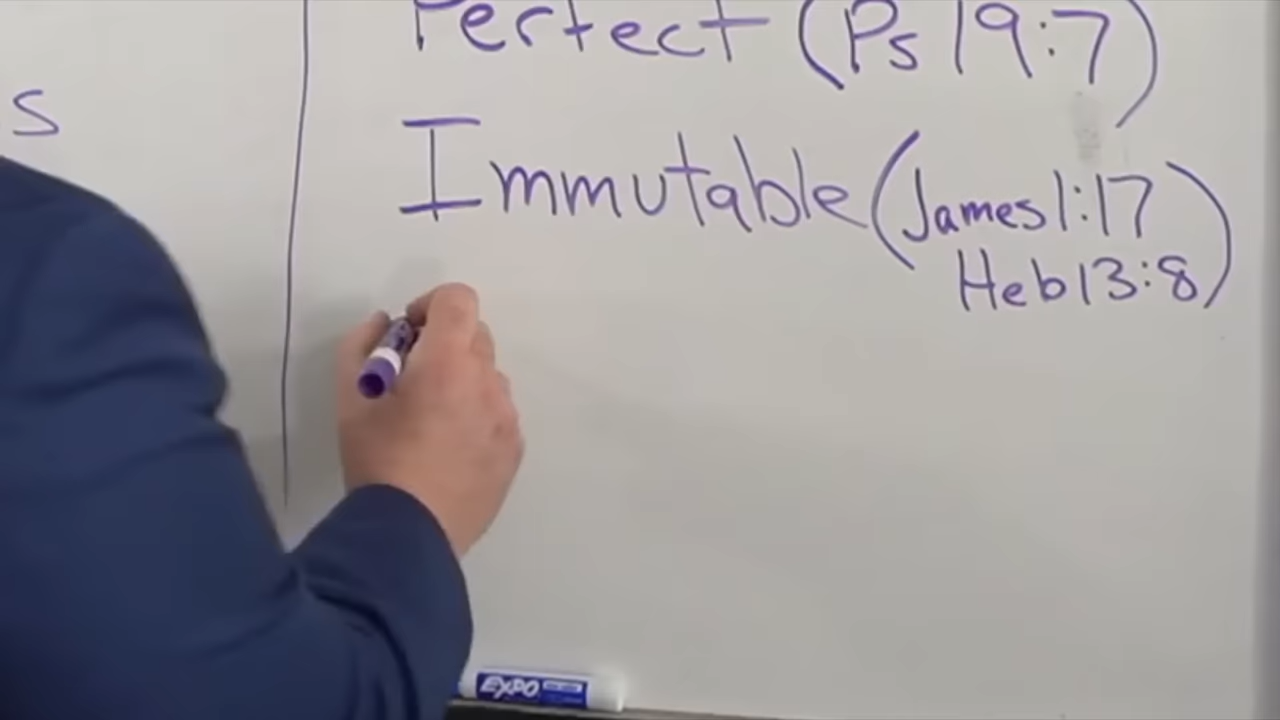 s
Perfect (Ps 19:7)
Immutable (James 1:17
Heb 13:8)
EXPO